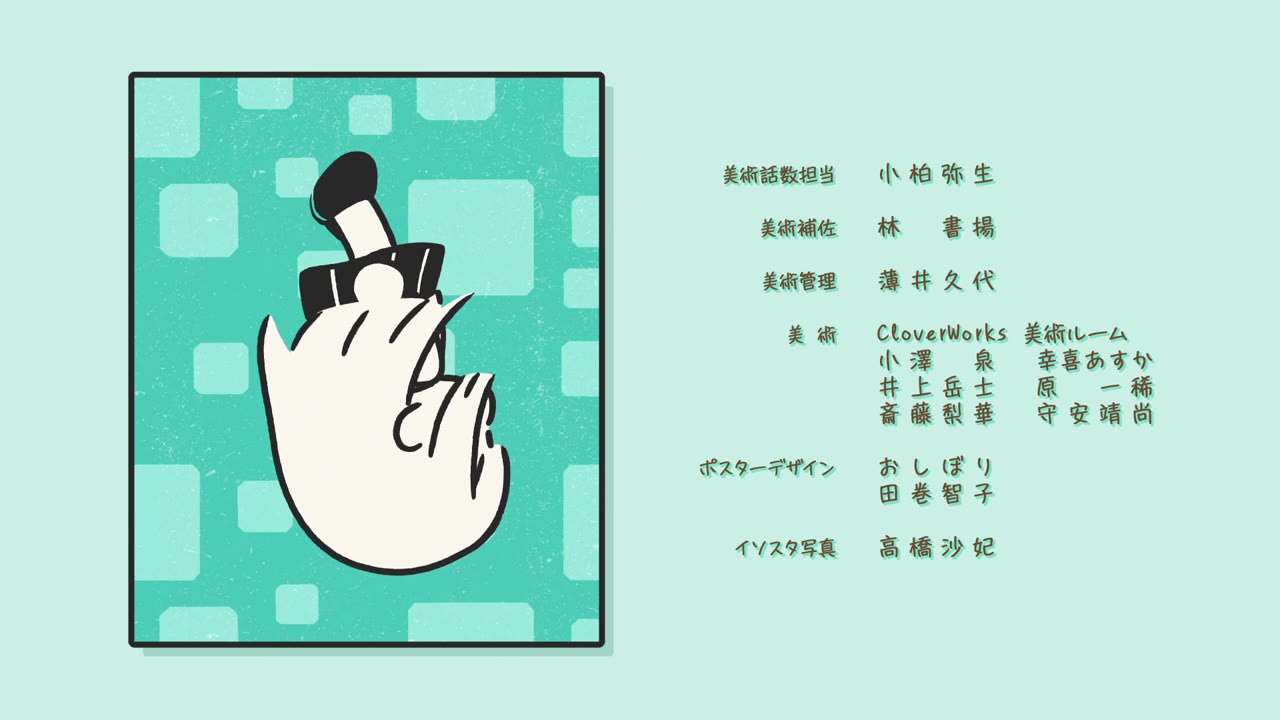 美術話数担当 小柏弥生
美術補佐 林 書揚
美術管理 薄井久代
美術 CloverWorks 美術ルーム
小澤 泉 幸喜あすか
井上岳士 原 一稀
斎藤梨華 守安靖尚
ポスターデザイン おしぼり
田巻智子
イソスタ写真 高橋沙妃